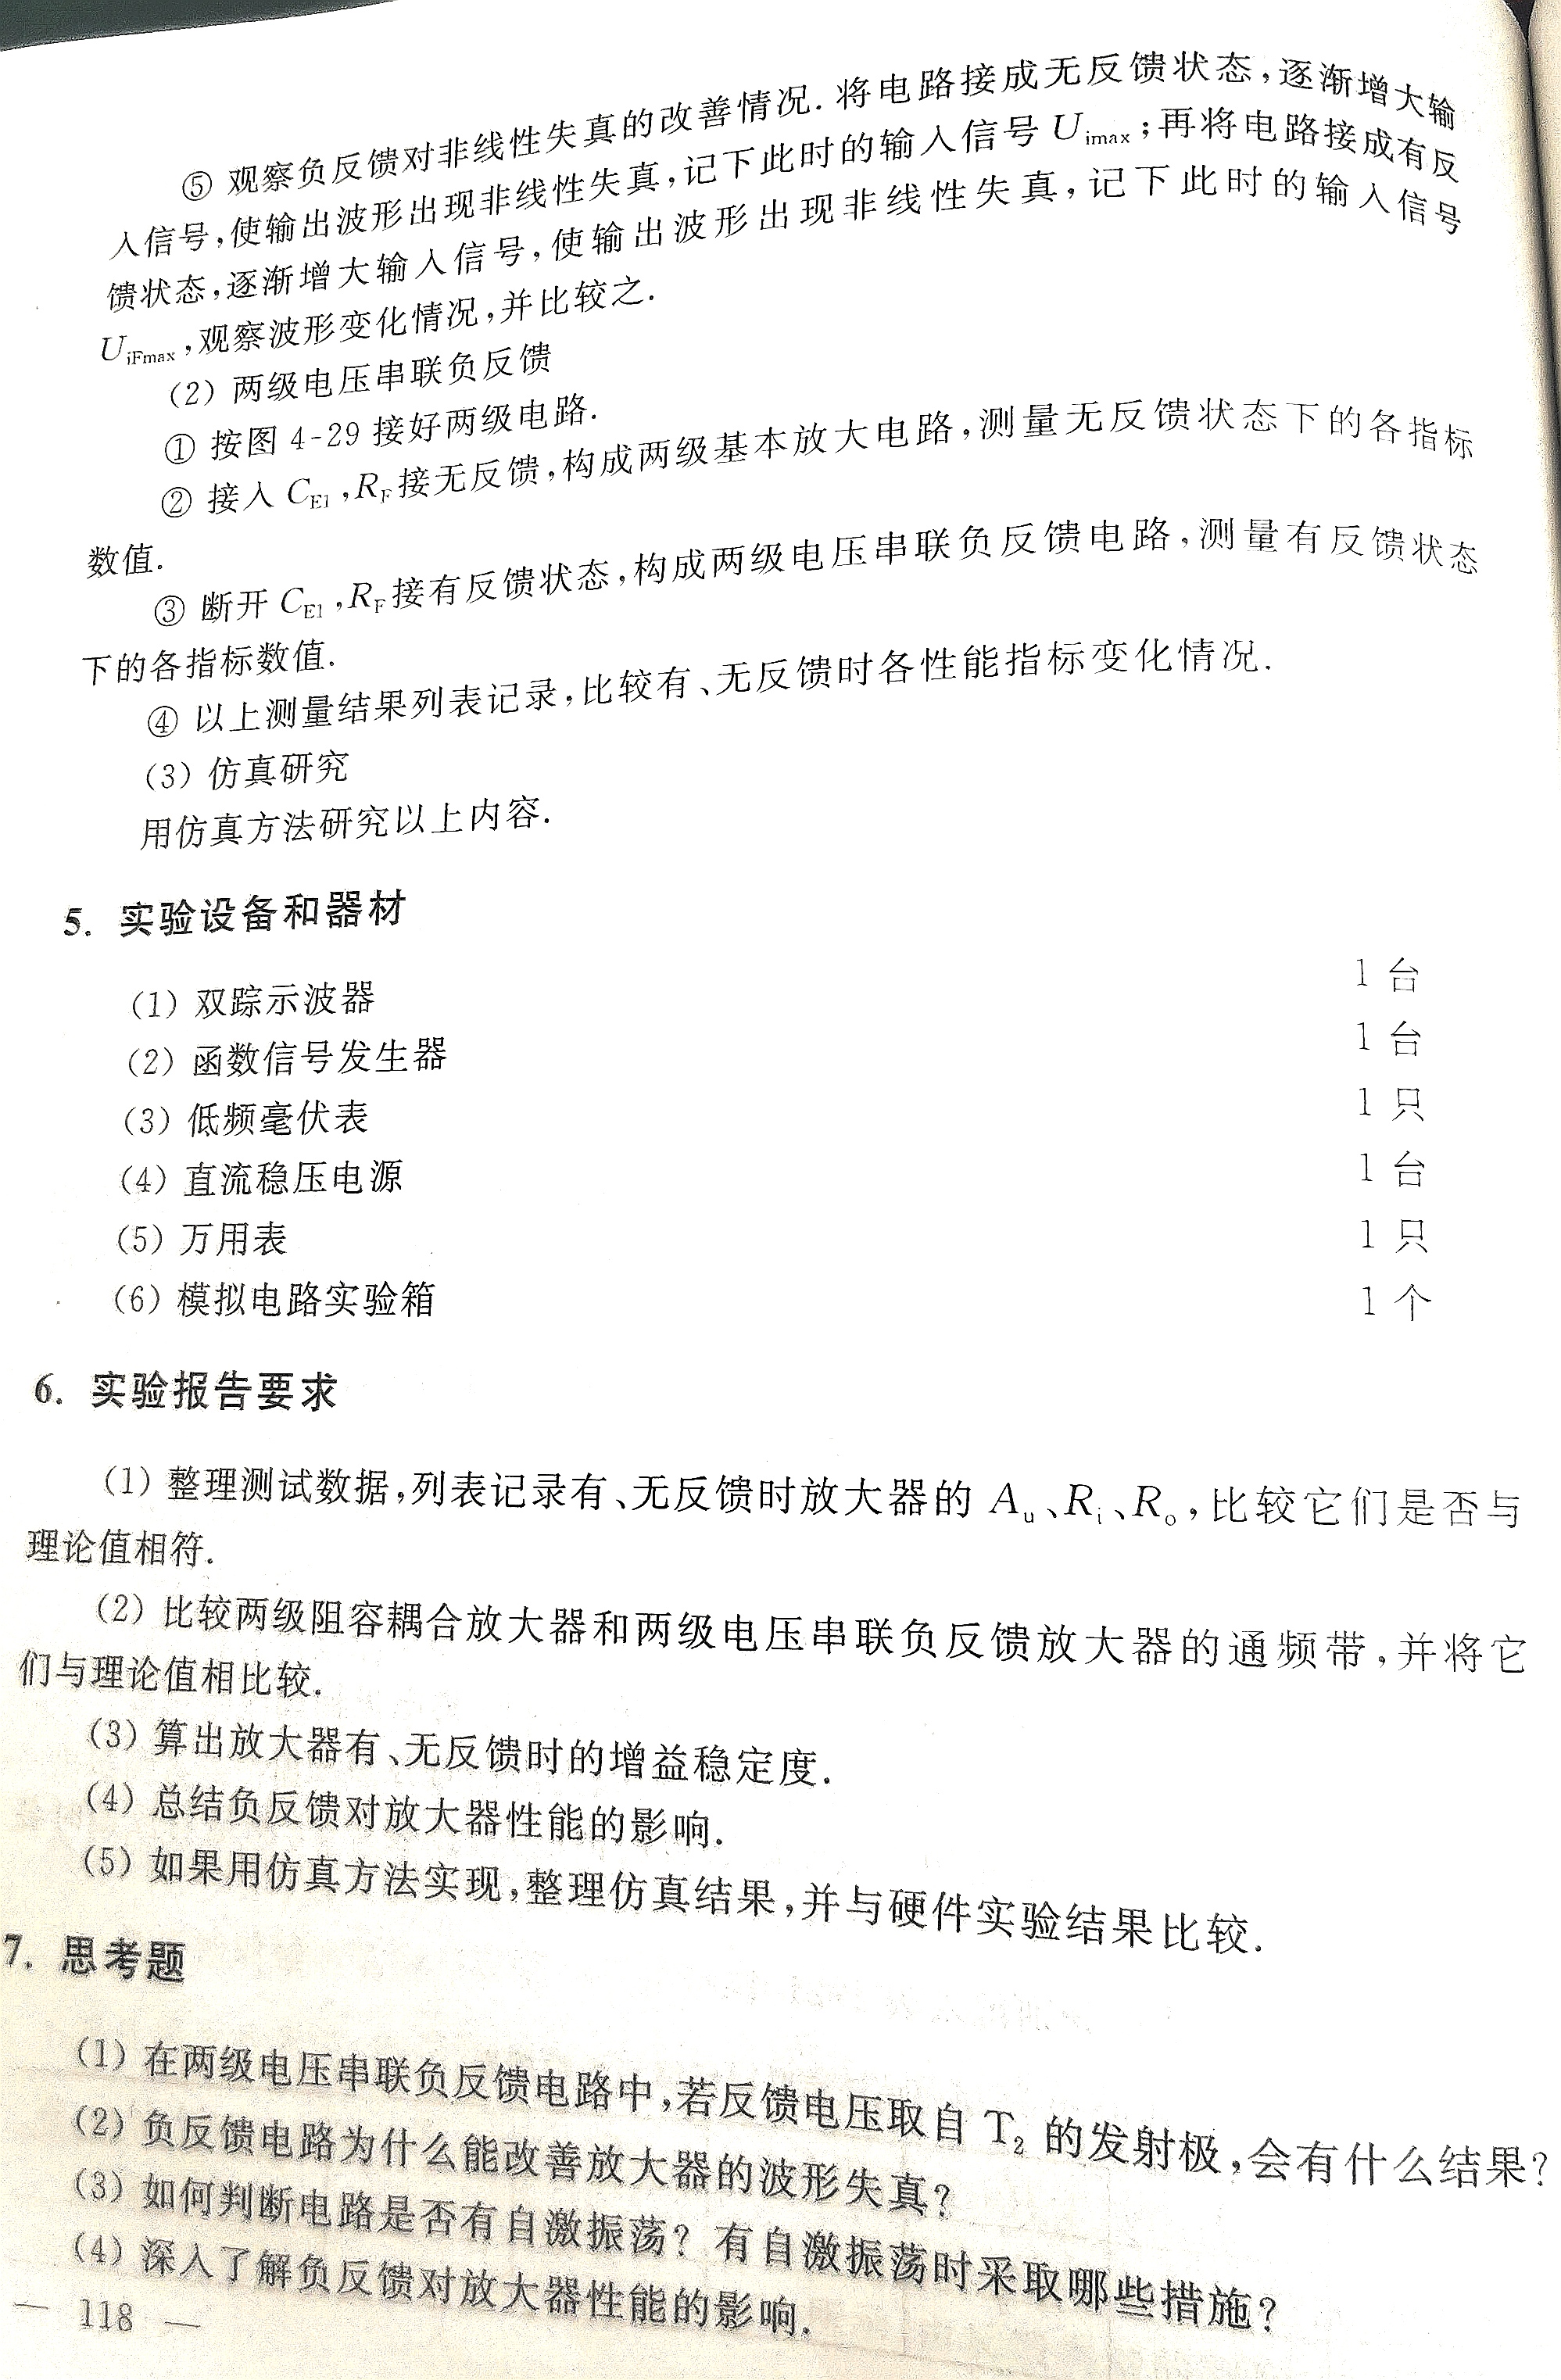 ⑤ 观察负反馈对非线性失真的改善情况. 将电路接成无反馈状态,逐渐增大输
入信号,使输出波形出现非线性失真,记下此时的输入信号 Uimax;再将电路接成有反
馈状态,逐渐增大输入信号,使输出波形出现非线性失真,记下此时的输入信号
UiFmax,观察波形变化情况,并比较之.
(2) 两级电压串联负反馈
① 按图 4-29 接好两级电路.
② 接入 CE1,RF接无反馈,构成两级基本放大电路,测量无反馈状态下的各指标
数值.
③ 断开 CE1,RF接有反馈状态,构成两级电压串联负反馈电路,测量有反馈状态
下的各指标数值.
④ 以上测量结果列表记录,比较有、无反馈时各性能指标变化情况.
(3) 仿真研究
用仿真方法研究以上内容.
5. 实验设备和器材
(1) 双踪示波器 1 台
(2) 函数信号发生器 1 台
(3) 低频毫伏表 1 只
(4) 直流稳压电源 1 台
(5) 万用表 1 只
(6) 模拟电路实验箱 1 个
6. 实验报告要求
(1) 整理测试数据,列表记录有、无反馈时放大器的 Au、Ri、Ro,比较它们是否与
理论值相符.
(2) 比较两级阻容耦合放大器和两级电压串联负反馈放大器的通频带,并将它
们与理论值相比较.
(3) 算出放大器有、无反馈时的增益稳定度.
(4) 总结负反馈对放大器性能的影响.
(5) 如果用仿真方法实现,整理仿真结果,并与硬件实验结果比较.
7. 思考题
(1) 在两级电压串联负反馈电路中,若反馈电压取自 T2 的发射极,会有什么结果?
(2) 负反馈电路为什么能改善放大器的波形失真?
(3) 如何判断电路是否有自激振荡? 有自激振荡时采取哪些措施?
(4) 深入了解负反馈对放大器性能的影响.
— 118 —